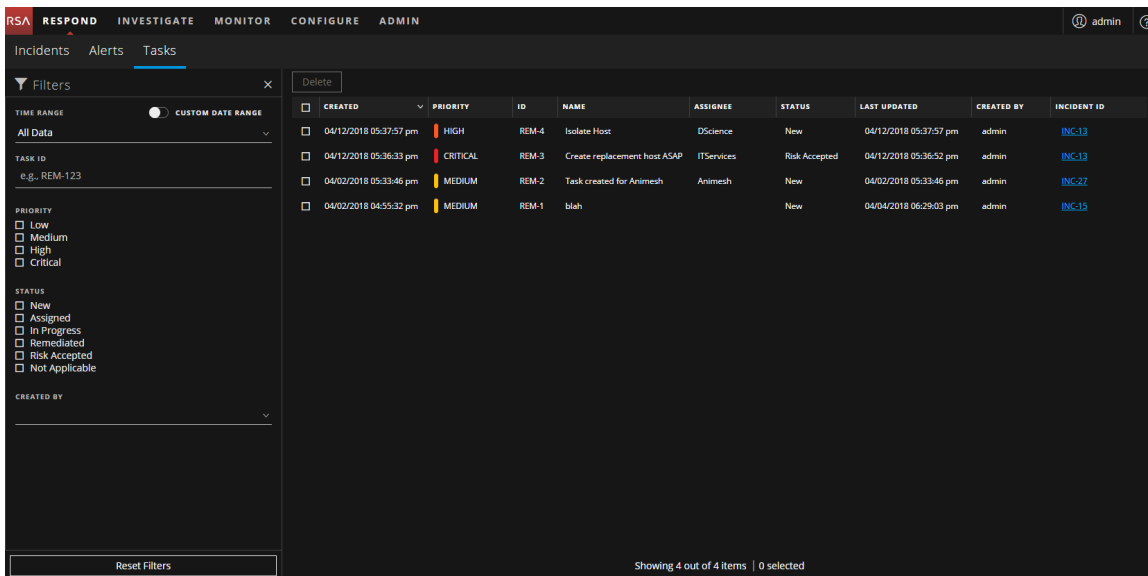 RSA RESPOND INVESTIGATE MONITOR CONFIGURE ADMIN admin
Incidents Alerts Tasks
Filters
TIME RANGE CUSTOM DATE RANGE
All Data
TASK ID
e.g., REM-123
PRIORITY
Low
Medium
High
Critical
STATUS
New
Assigned
In Progress
Remediated
Risk Accepted
Not Applicable
CREATED BY
Reset Filters
Delete
CREATED PRIORITY ID NAME ASSIGNEE STATUS LAST UPDATED CREATED BY INCIDENT ID
04/12/2018 05:37:57 pm HIGH REM-4 Isolate Host DScience New 04/12/2018 05:37:57 pm admin INC-13
04/12/2018 05:36:33 pm CRITICAL REM-3 Create replacement host ASAP ITServices Risk Accepted 04/12/2018 05:36:52 pm admin INC-13
04/02/2018 05:33:46 pm MEDIUM REM-2 Task created for Animesh Animesh New 04/02/2018 05:33:46 pm admin INC-27
04/02/2018 04:55:32 pm MEDIUM REM-1 blah New 04/04/2018 06:29:03 pm admin INC-15
Showing 4 out of 4 items | 0 selected